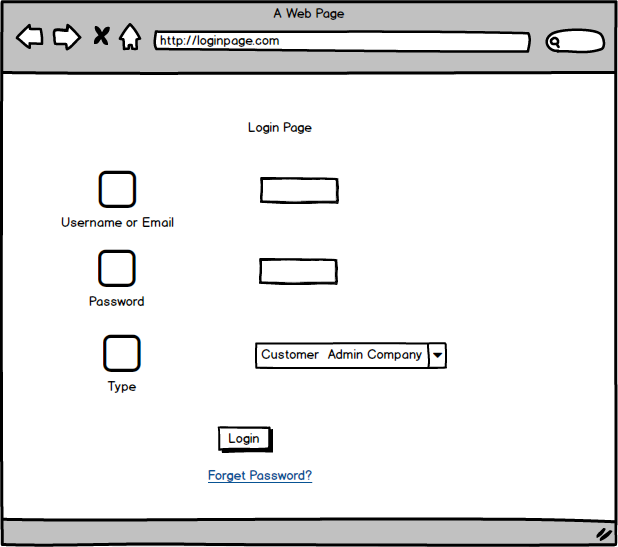 A Web Page
http://loginpage.com
Login Page
Username or Email
Password
Type
Customer Admin Company
Login
Forget Password?